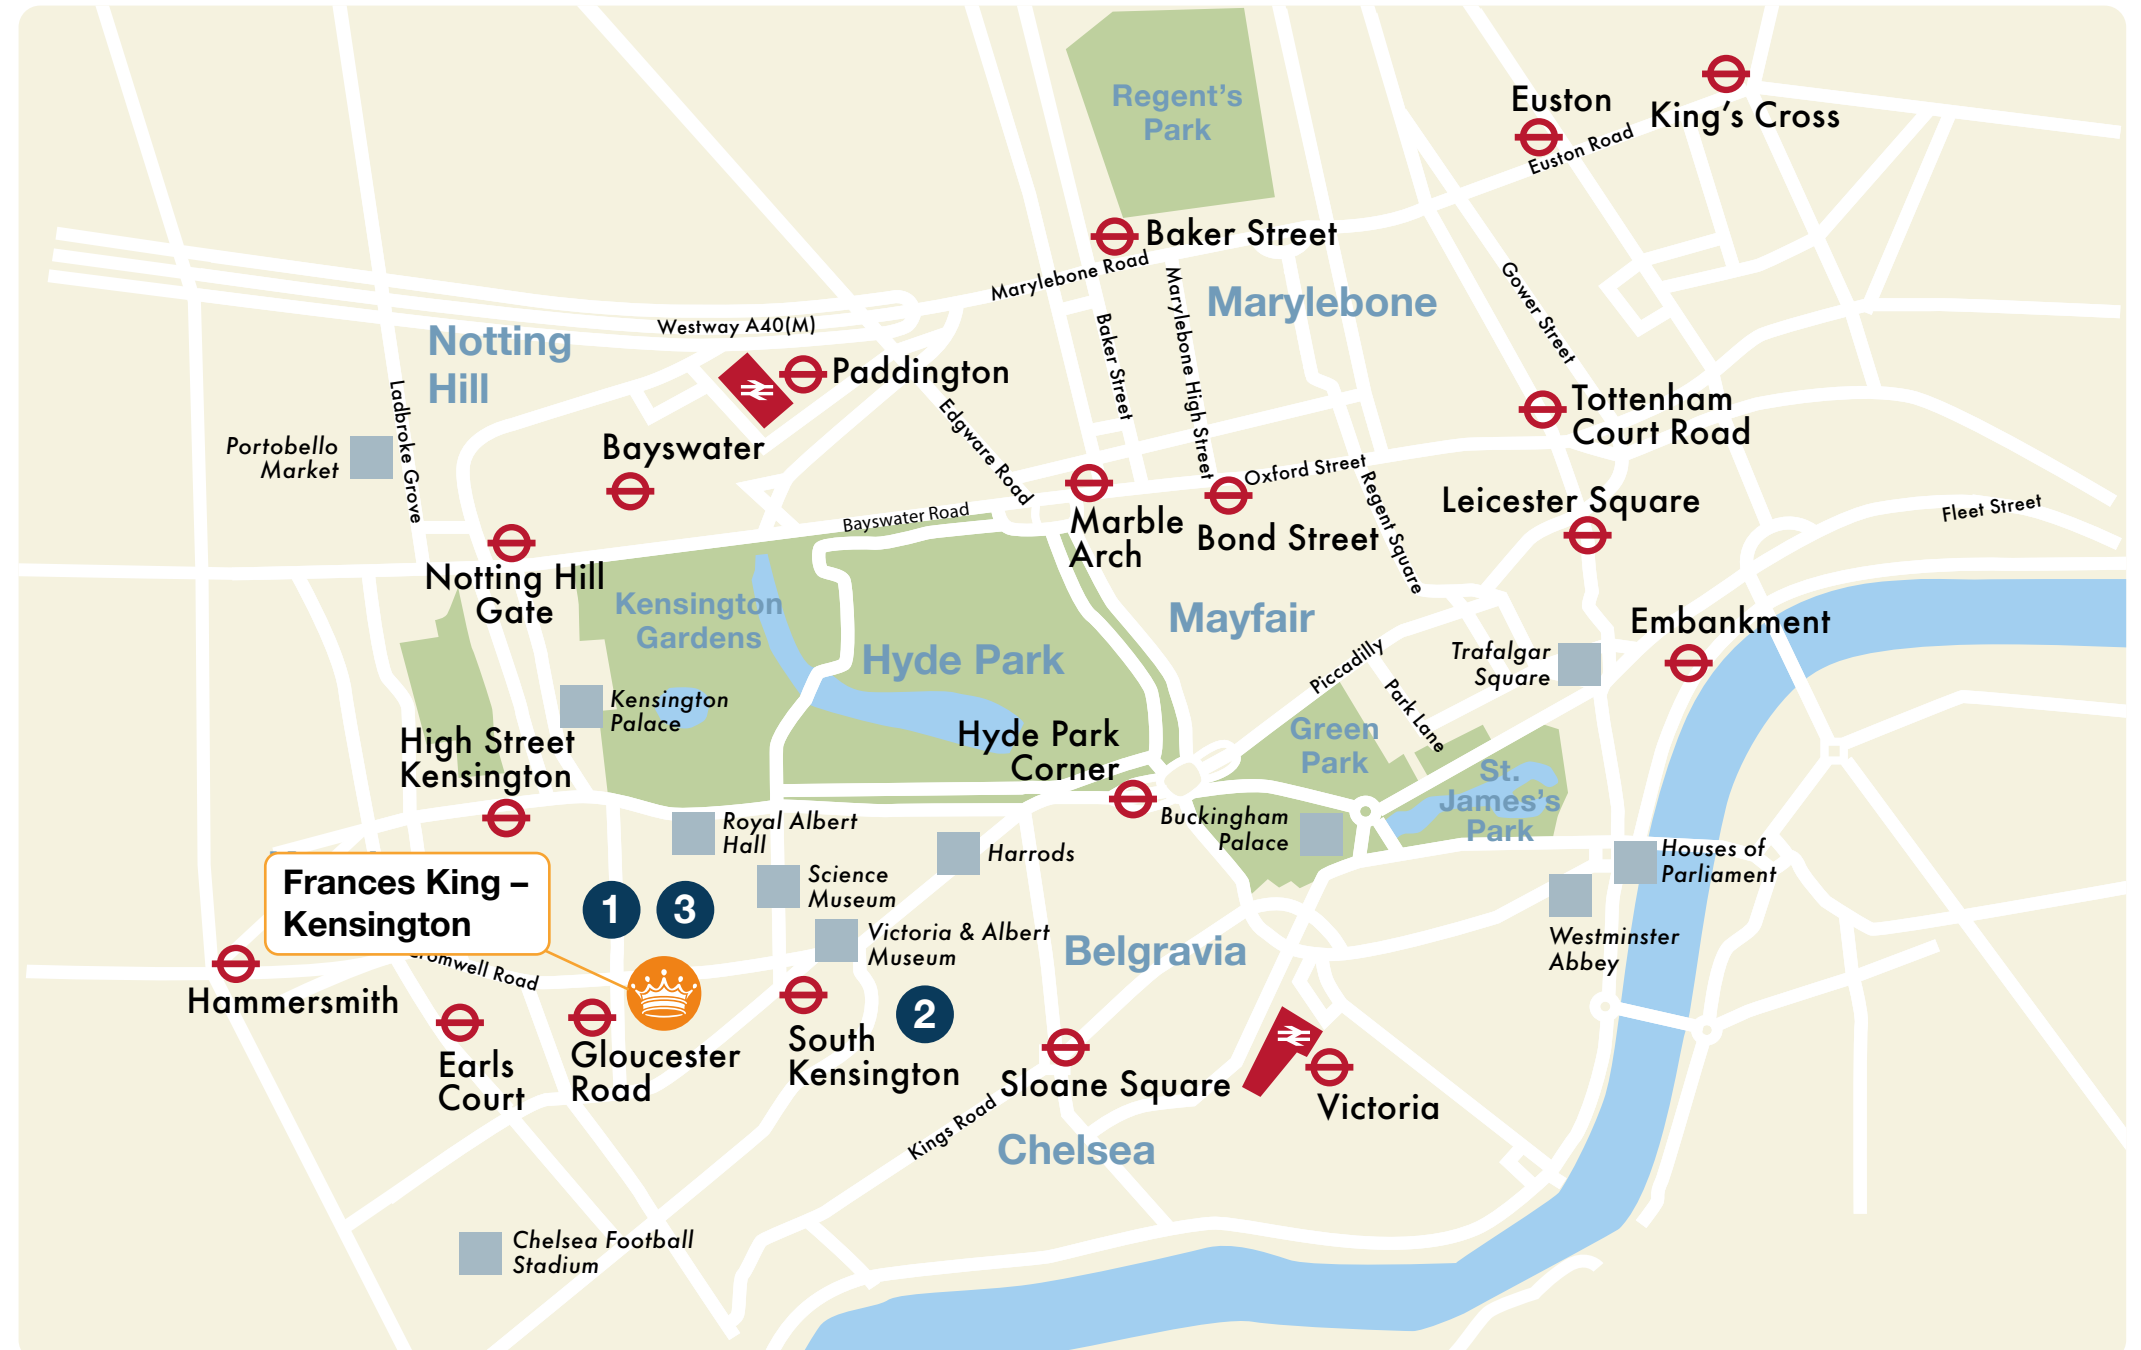 Regent's
Park
Euston
King's Cross
Euston Road
Baker Street
Marylebone Road
Marylebone High Street
Marylebone
Gower Street
Notting
Hill
Westway A40(M)
Paddington
Baker Street
Ladbroke Grove
Edgware Road
Tottenham
Court Road
Portobello
Market
Bayswater
Oxford Street
Regent Square
Leicester Square
Fleet Street
Bayswater Road
Marble
Arch
Bond Street
Notting Hill
Gate
Kensington
Gardens
Hyde Park
Mayfair
Embankment
Trafalgar
Square
Piccadilly
Park Lane
Kensington
Palace
High Street
Kensington
Hyde Park
Corner
Green
Park
St.
James's
Park
Buckingham
Palace
Royal Albert
Hall
Harrods
Houses of
Parliament
Science
Museum
Frances King –
Kensington
1
3
Victoria & Albert
Museum
Belgravia
Westminster
Abbey
Road
Hammersmith
2
Earls
Court
Gloucester
Road
South
Kensington
Sloane Square
Victoria
Kings Road
Chelsea
Chelsea Football
Stadium